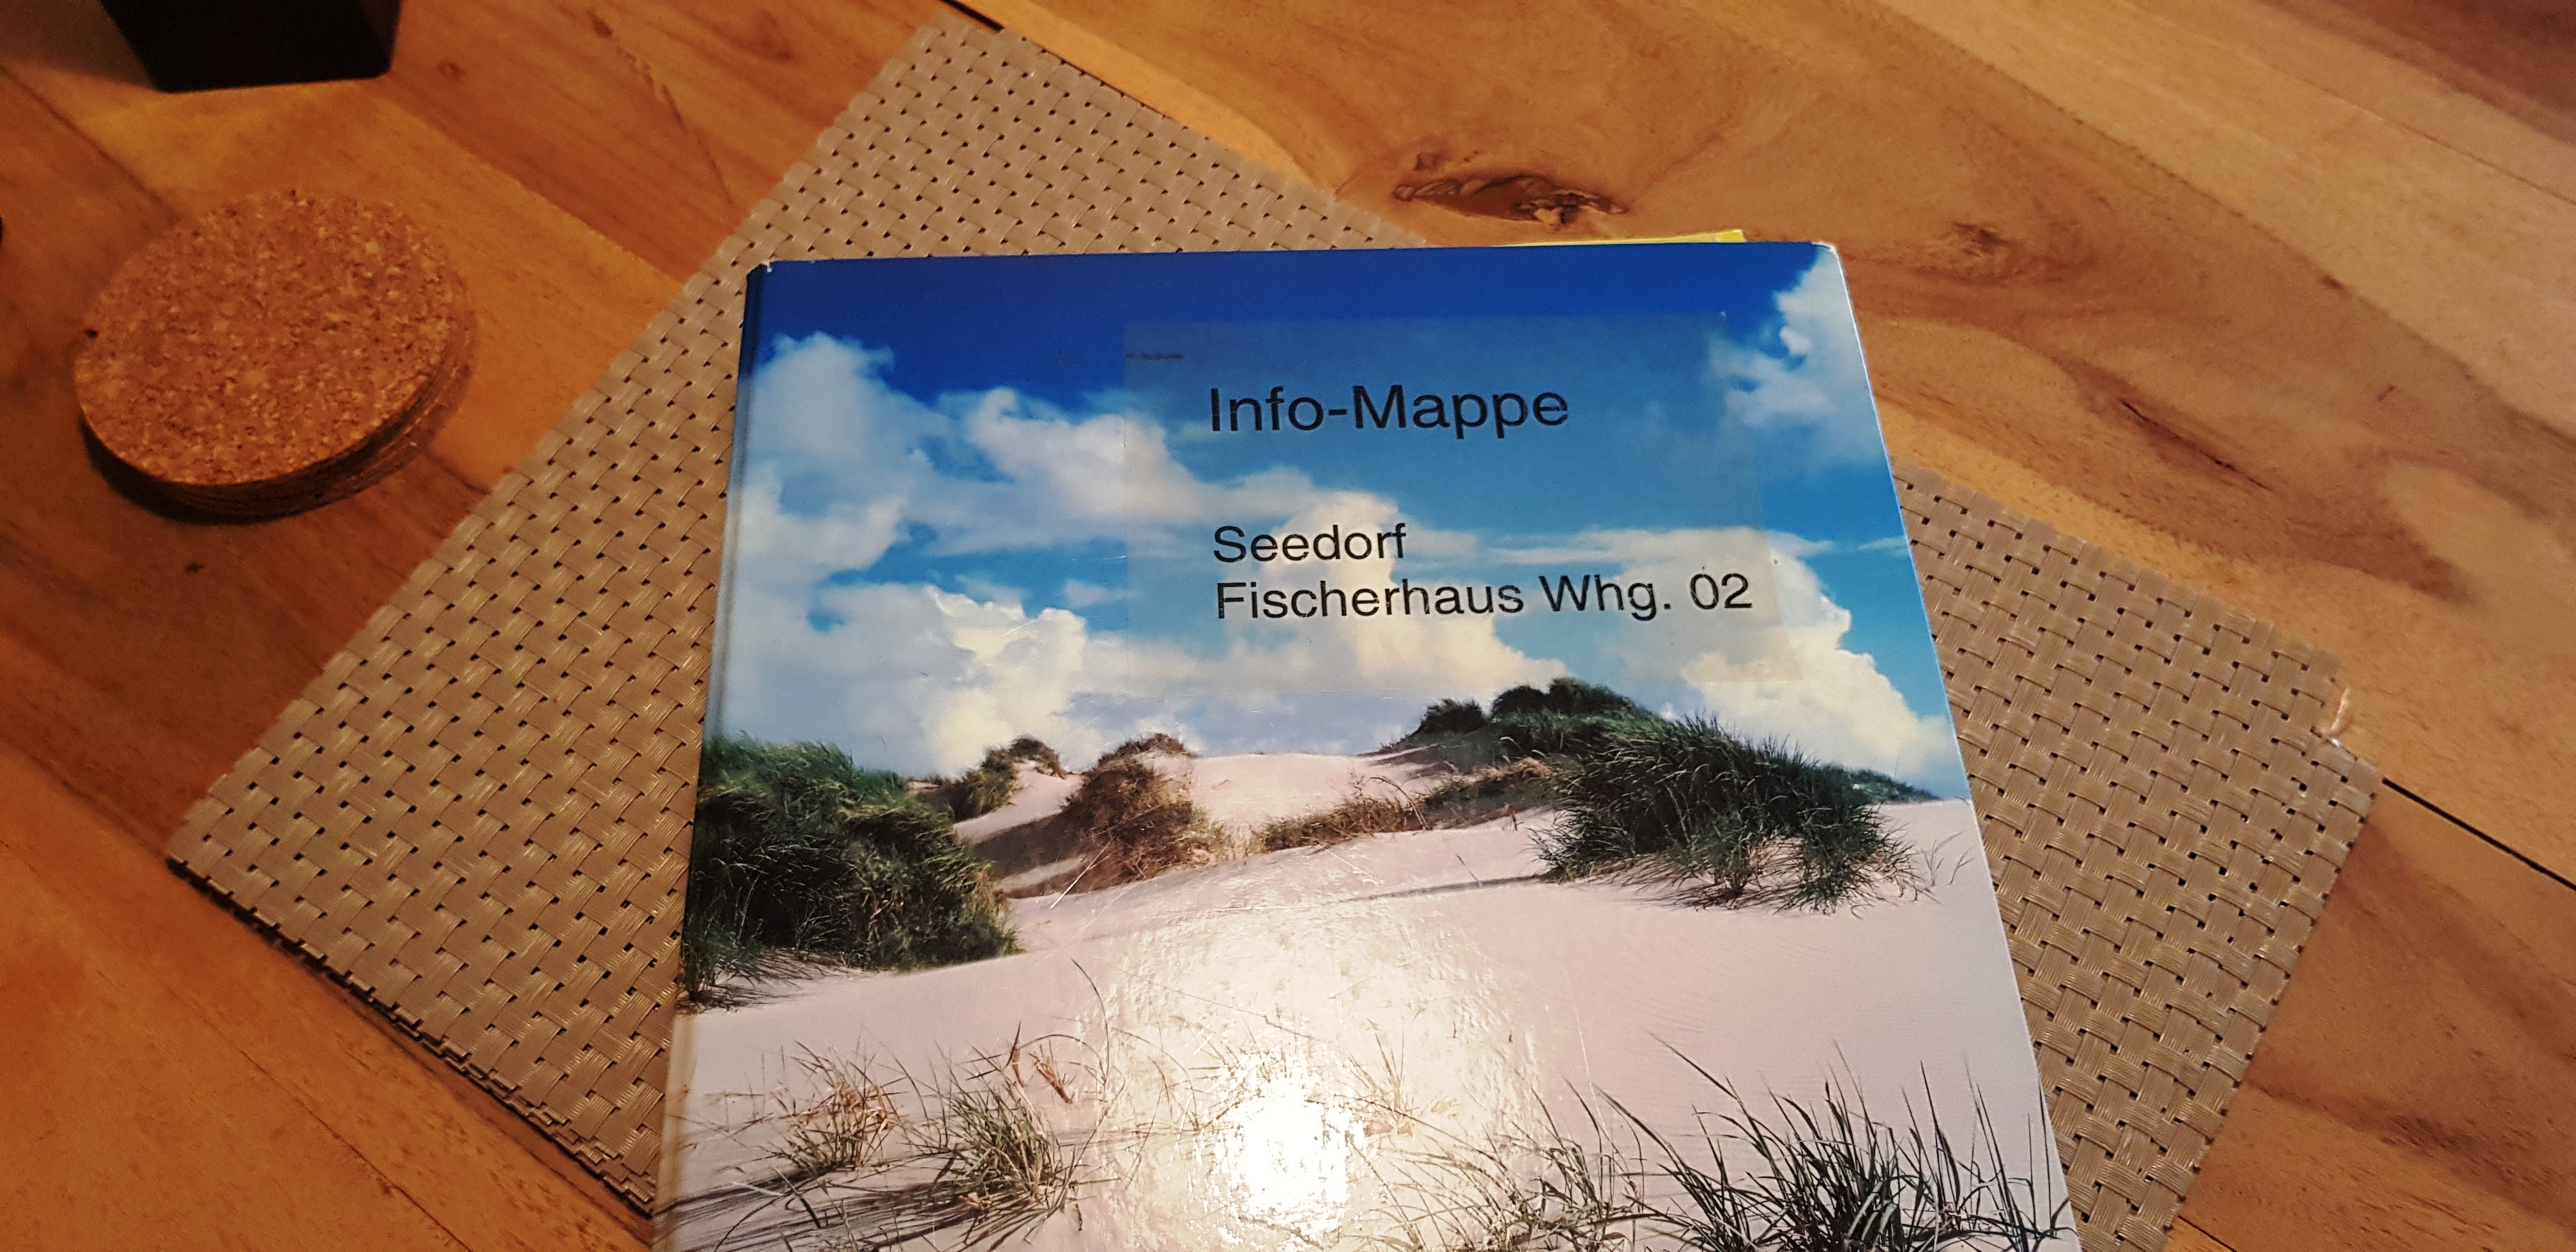 Info-Mappe
Seedorf
Fischerhaus Whg. 02